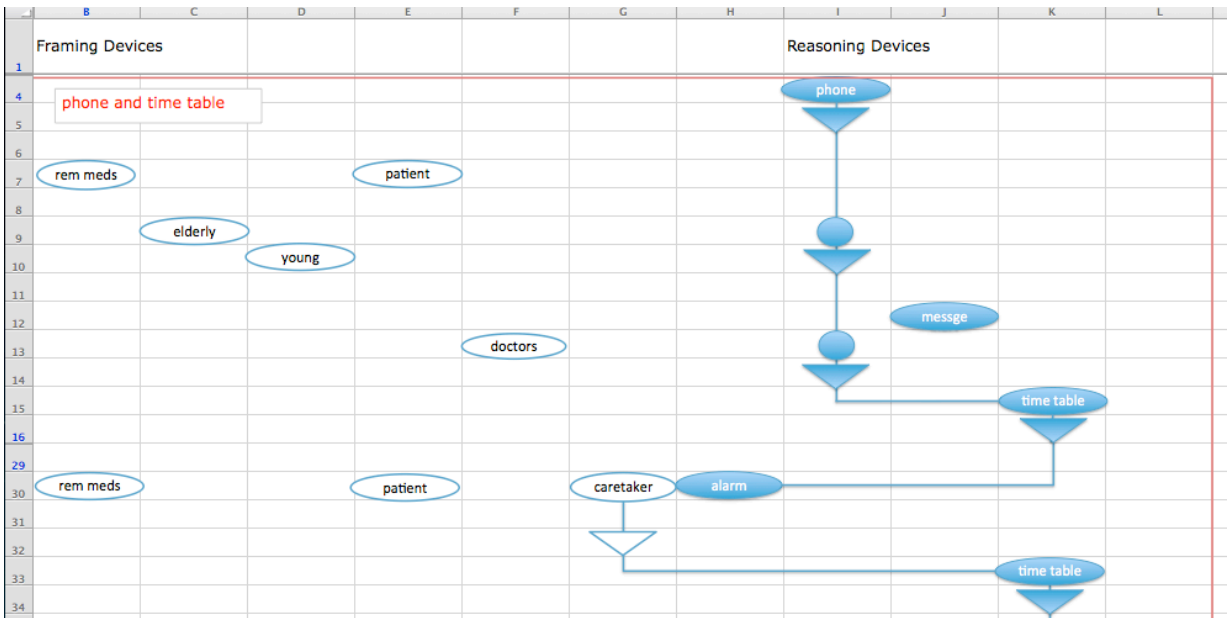 B C D E F G H I J K L
1 Framing Devices Reasoning Devices
4 phone and time table phone
5
6
7 rem meds patient
8
9 elderly
10 young
11
12 messge
13 doctors
14
15 time table
16
29
30 rem meds patient caretaker alarm
31
32
33 time table
34